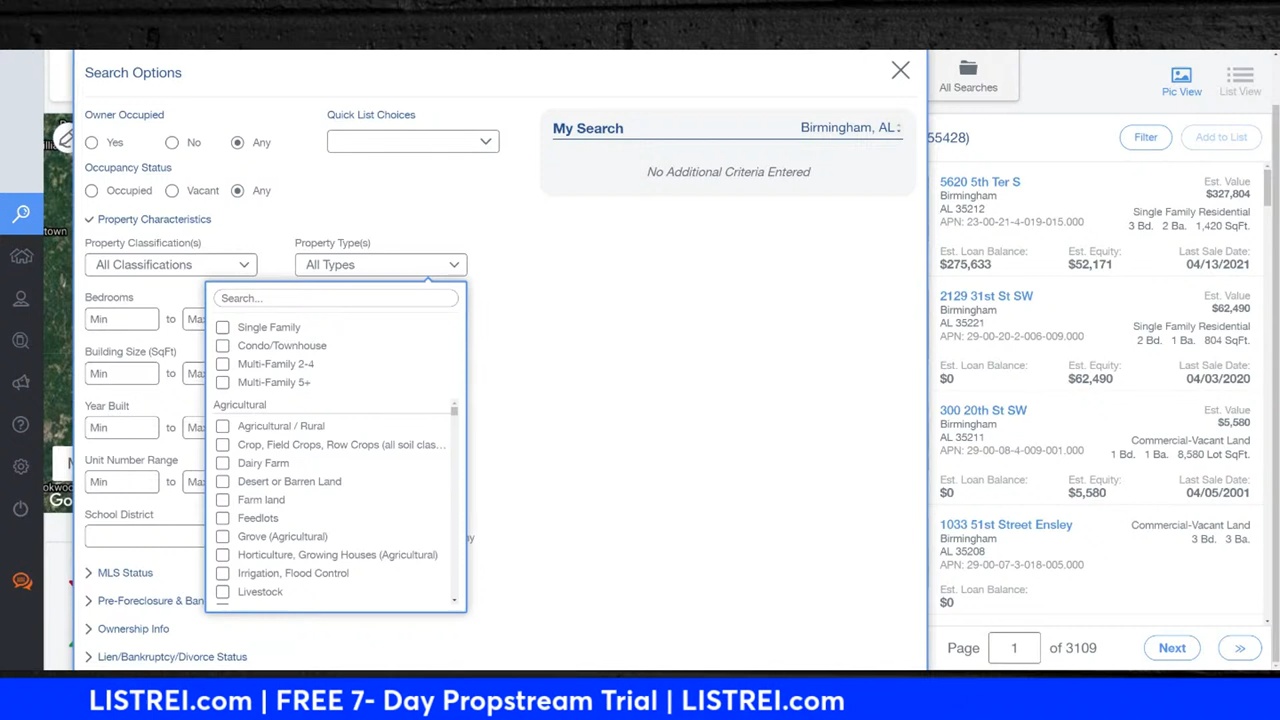 Search Options
Owner Occupied
Yes No Any
Quick List Choices
Occupancy Status
Occupied Vacant Any
Property Characteristics
Property Classification(s)
All Classifications
Property Type(s)
All Types
Search...
Single Family
Condo/Townhouse
Multi-Family 2-4
Multi-Family 5+
Agricultural
Agricultural / Rural
Crop, Field Crops, Row Crops (all soil clas...
Dairy Farm
Desert or Barren Land
Farm land
Feedlots
Grove (Agricultural)
Horticulture, Growing Houses (Agricultural)
Irrigation, Flood Control
Livestock
Bedrooms
Min to Max
Building Size (SqFt)
Min to Max
Year Built
Min to Max
Unit Number Range
Min to Max
School District
MLS Status
Pre-Foreclosure & Ban
Ownership Info
Lien/Bankruptcy/Divorce Status
My Search Birmingham, AL
No Additional Criteria Entered
All Searches
Pic View
List View
55428)
Filter
Add to List
5620 5th Ter S Est. Value
Birmingham $327,804
AL 35212 Single Family Residential
APN: 23-00-21-4-019-015.000 3 Bd. 2 Ba. 1,420 SqFt.
Est. Loan Balance: Est. Equity: Last Sale Date:
$275,633 $52,171 04/13/2021
2129 31st St SW Est. Value
Birmingham $62,490
AL 35221 Single Family Residential
APN: 29-00-20-2-006-009.000 2 Bd. 1 Ba. 804 SqFt.
Est. Loan Balance: Est. Equity: Last Sale Date:
$0 $62,490 04/03/2020
300 20th St SW Est. Value
Birmingham $5,580
AL 35211 Commercial-Vacant Land
APN: 29-00-08-4-009-001.000 1 Bd. 1 Ba. 8,580 Lot SqFt.
Est. Loan Balance: Est. Equity: Last Sale Date:
$0 $5,580 04/05/2001
1033 51st Street Ensley Commercial-Vacant Land
Birmingham 3 Bd. 3 Ba.
AL 35208
APN: 29-00-07-3-018-005.000
Est. Loan Balance:
$0
Page 1 of 3109 Next
LISTREI.com | FREE 7- Day Propstream Trial | LISTREI.com